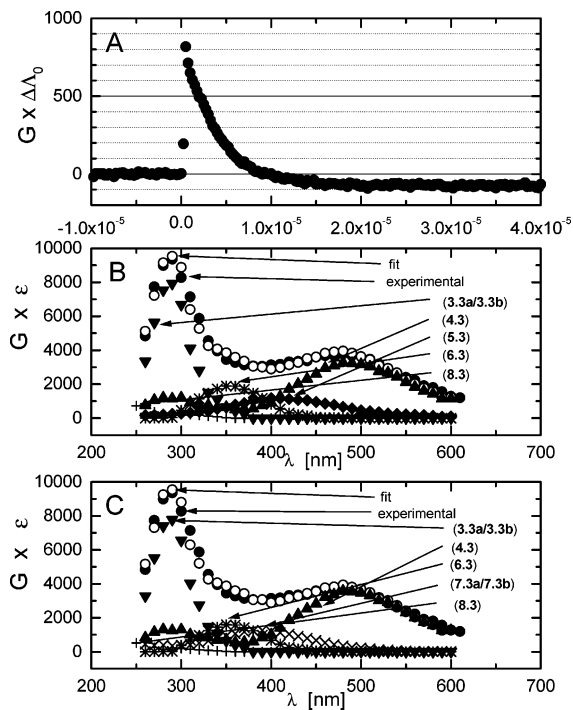 A
G x ΔΛ₀
1000
500
0
-1.0x10⁻⁵
0.0
1.0x10⁻⁵
2.0x10⁻⁵
3.0x10⁻⁵
4.0x10⁻⁵
B
G x ε
10000
8000
6000
4000
2000
0
fit
experimental
(3.3a/3.3b)
(4.3)
(5.3)
(6.3)
(8.3)
200
300
400
500
600
700
λ [nm]
C
G x ε
10000
8000
6000
4000
2000
0
fit
experimental
(3.3a/3.3b)
(4.3)
(6.3)
(7.3a/7.3b)
(8.3)
200
300
400
500
600
700
λ [nm]